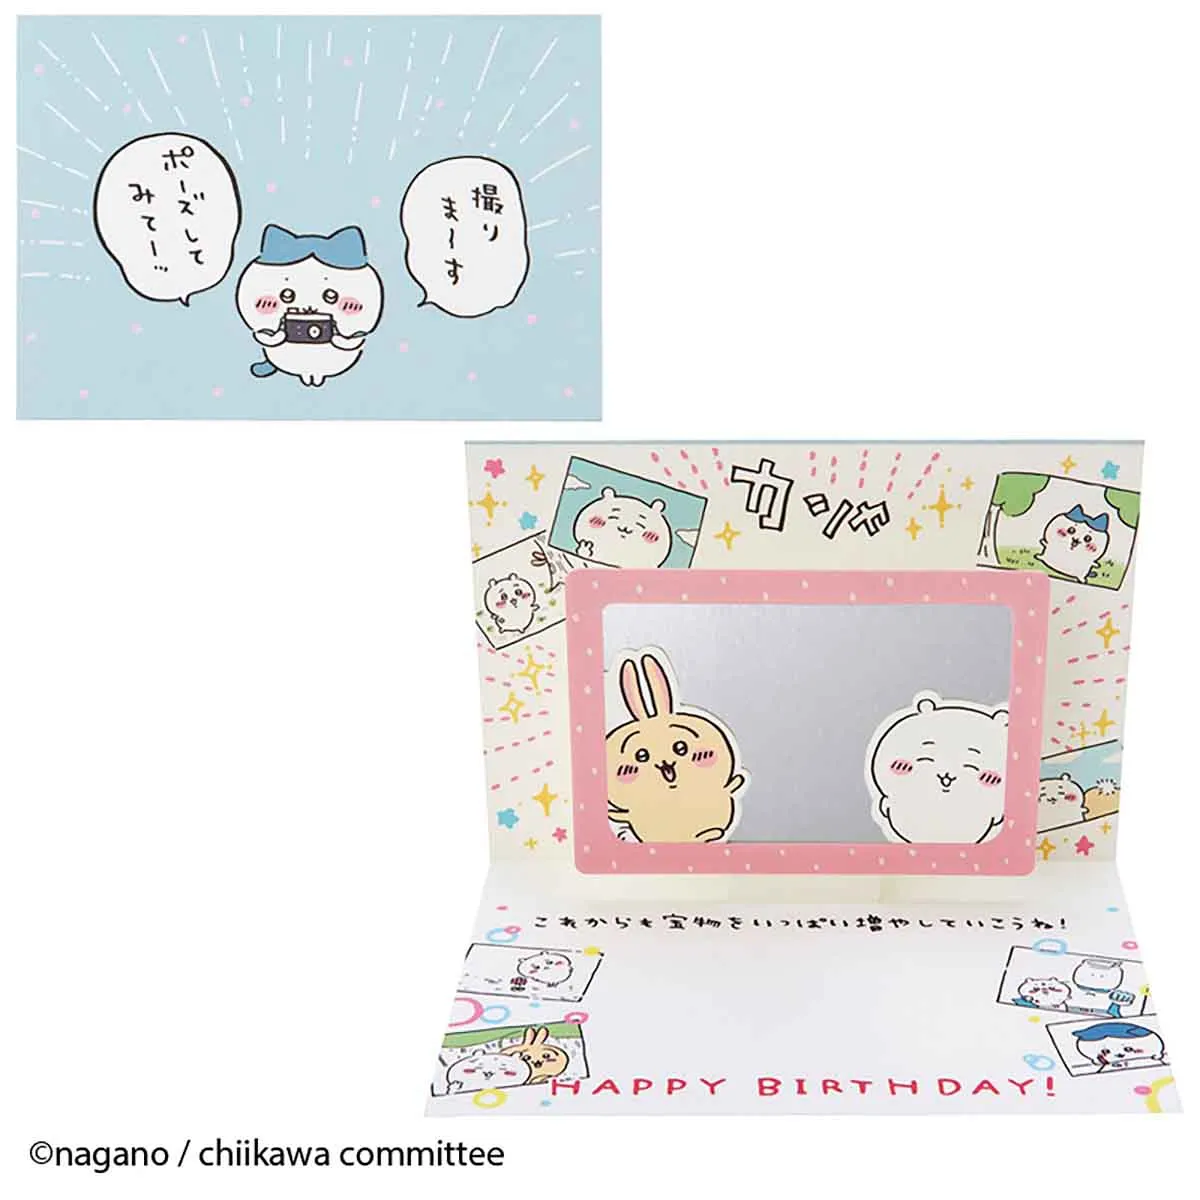 撮り
ま〜す
ポーズして
みてー!!
カシャ
これからも宝物をいっぱい増やしていこうね!
HAPPY BIRTHDAY!
©nagano / chiikawa committee